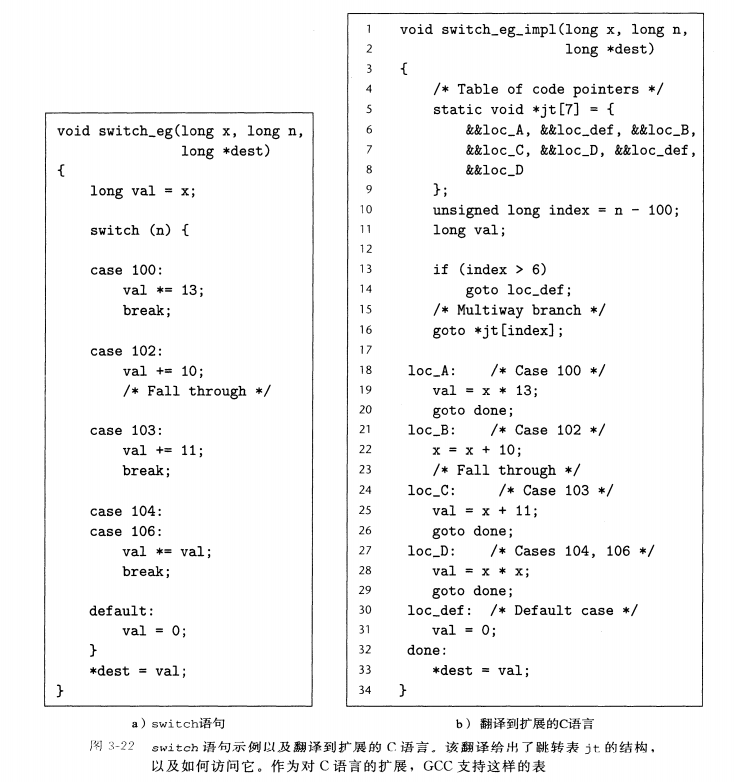 void switch_eg(long x, long n,
               long *dest)
{
    long val = x;
    switch (n) {
    case 100:
        val *= 13;
        break;
    case 102:
        val += 10;
        /* Fall through */
    case 103:
        val += 11;
        break;
    case 104:
    case 106:
        val *= val;
        break;
    default:
        val = 0;
    }
    *dest = val;
}
a）switch语句
1 void switch_eg_impl(long x, long n,
2                     long *dest)
3 {
4     /* Table of code pointers */
5     static void *jt[7] = {
6         &&loc_A, &&loc_def, &&loc_B,
7         &&loc_C, &&loc_D, &&loc_def,
8         &&loc_D
9     };
10     unsigned long index = n - 100;
11     long val;
12
13     if (index > 6)
14         goto loc_def;
15     /* Multiway branch */
16     goto *jt[index];
17
18  loc_A:    /* Case 100 */
19     val = x * 13;
20     goto done;
21  loc_B:    /* Case 102 */
22     x = x + 10;
23     /* Fall through */
24  loc_C:     /* Case 103 */
25     val = x + 11;
26     goto done;
27  loc_D:    /* Cases 104, 106 */
28     val = x * x;
29     goto done;
30  loc_def:  /* Default case */
31     val = 0;
32  done:
33     *dest = val;
34 }
b）翻译到扩展的C语言
图 3-22 switch 语句示例以及翻译到扩展的 C 语言。该翻译给出了跳转表 jt 的结构，
以及如何访问它。作为对 C 语言的扩展，GCC 支持这样的表